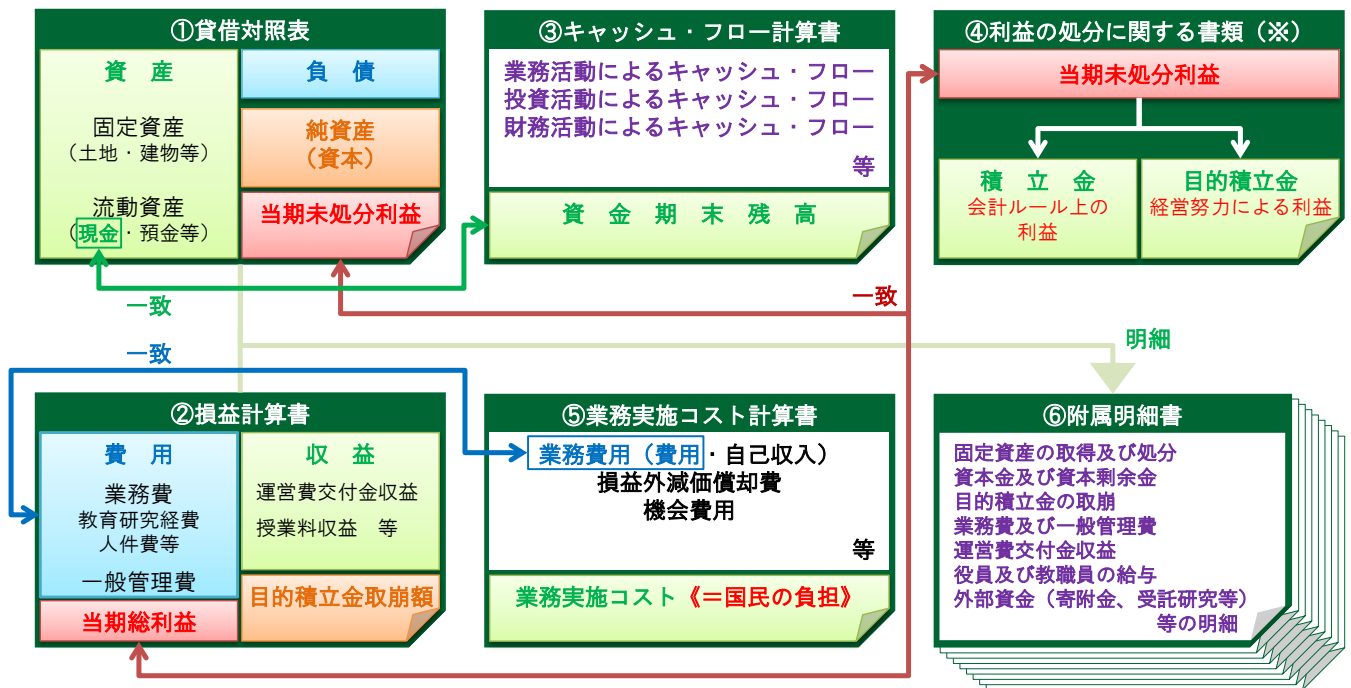 ①貸借対照表
資　産
固定資産
（土地・建物等）
流動資産
（現金・預金等）
負　債
純資産
（資本）
当期未処分利益
③キャッシュ・フロー計算書
業務活動によるキャッシュ・フロー
投資活動によるキャッシュ・フロー
財務活動によるキャッシュ・フロー
等
資　金　期　末　残　高
④利益の処分に関する書類（※）
当期未処分利益
積　立　金
会計ルール上の
利益
目的積立金
経営努力による利益
一致
一致
一致
明細
②損益計算書
費　用
業務費
教育研究経費
人件費等
一般管理費
当期総利益
収　益
運営費交付金収益
授業料収益　等
目的積立金取崩額
⑤業務実施コスト計算書
業務費用（費用・自己収入）
損益外減価償却費
機会費用
等
業務実施コスト《＝国民の負担》
⑥附属明細書
固定資産の取得及び処分
資本金及び資本剰余金
目的積立金の取崩
業務費及び一般管理費
運営費交付金収益
役員及び教職員の給与
外部資金（寄附金、受託研究等）
等の明細